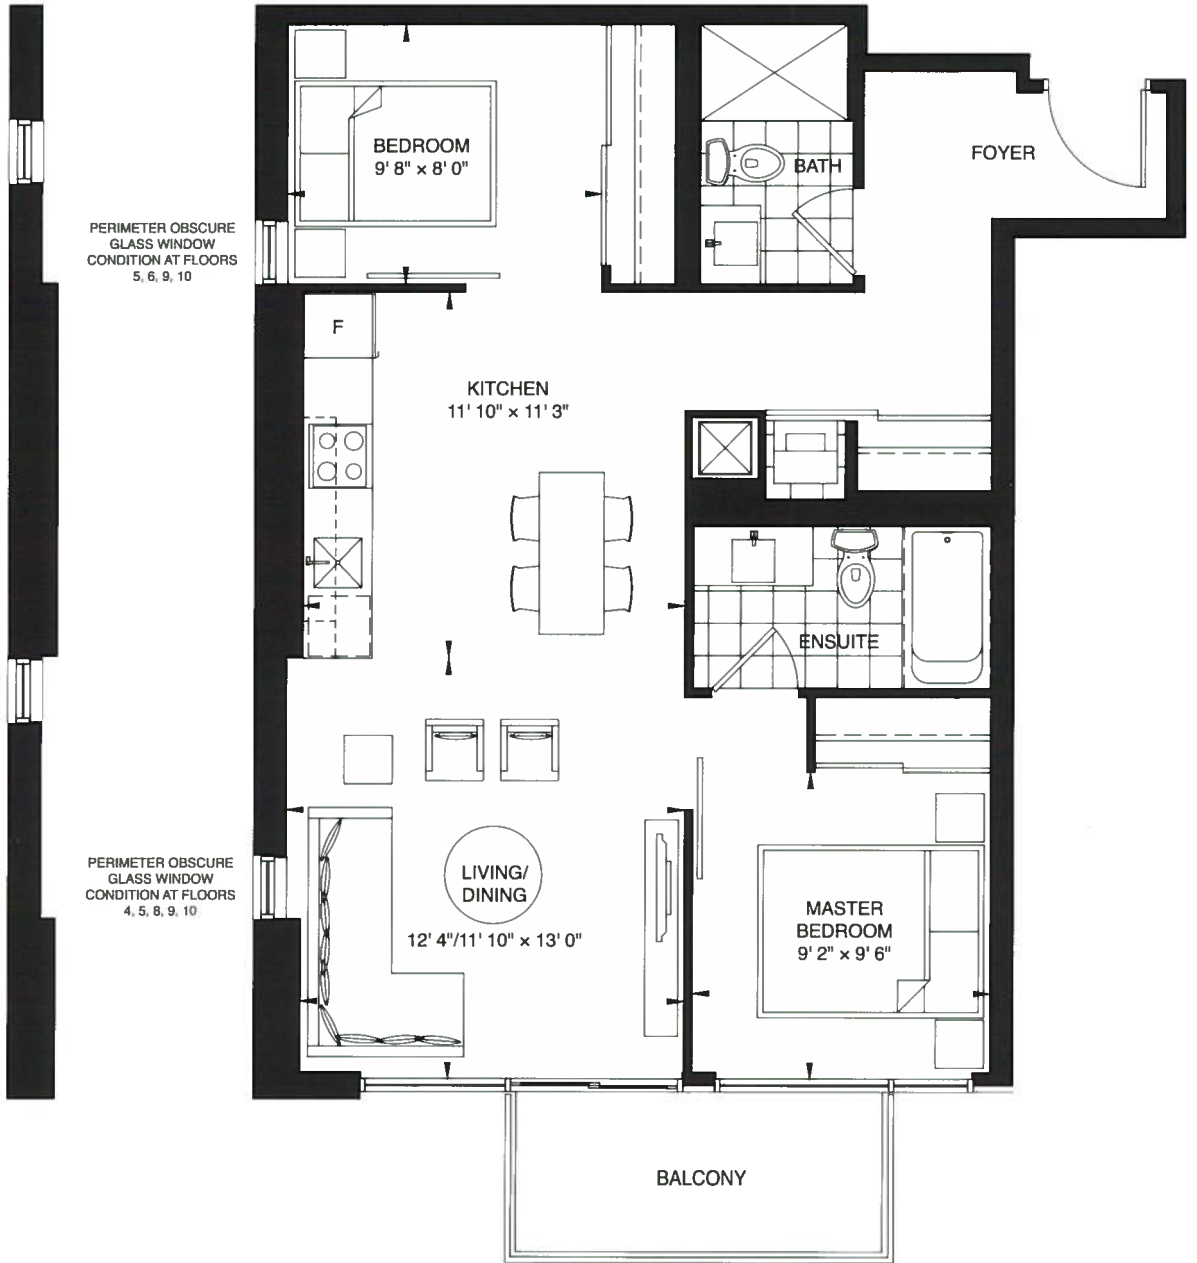 BEDROOM
9' 8" × 8' 0"
BATH
FOYER
PERIMETER OBSCURE
GLASS WINDOW
CONDITION AT FLOORS
5, 6, 9, 10
F
KITCHEN
11' 10" × 11' 3"
ENSUITE
PERIMETER OBSCURE
GLASS WINDOW
CONDITION AT FLOORS
4, 5, 8, 9, 10
LIVING/
DINING
12' 4"/11' 10" × 13' 0"
MASTER
BEDROOM
9' 2" × 9' 6"
BALCONY